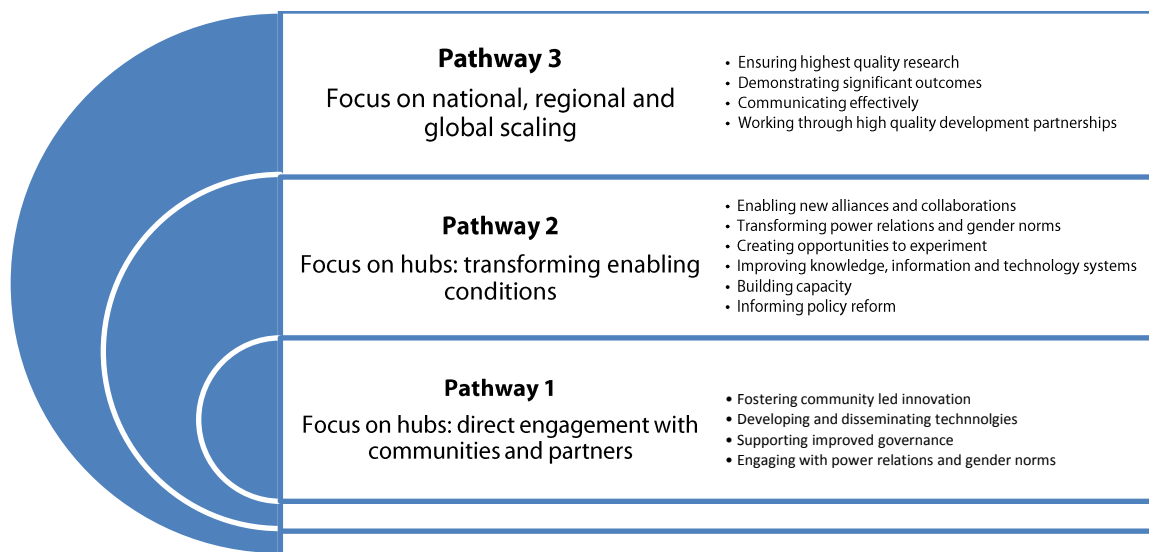 Pathway 3
Focus on national, regional and
global scaling
• Ensuring highest quality research
• Demonstrating significant outcomes
• Communicating effectively
• Working through high quality development partnerships
Pathway 2
Focus on hubs: transforming enabling
conditions
• Enabling new alliances and collaborations
• Transforming power relations and gender norms
• Creating opportunities to experiment
• Improving knowledge, information and technology systems
• Building capacity
• Informing policy reform
Pathway 1
Focus on hubs: direct engagement with
communities and partners
• Fostering community led innovation
• Developing and disseminating technnolgies
• Supporting improved governance
• Engaging with power relations and gender norms